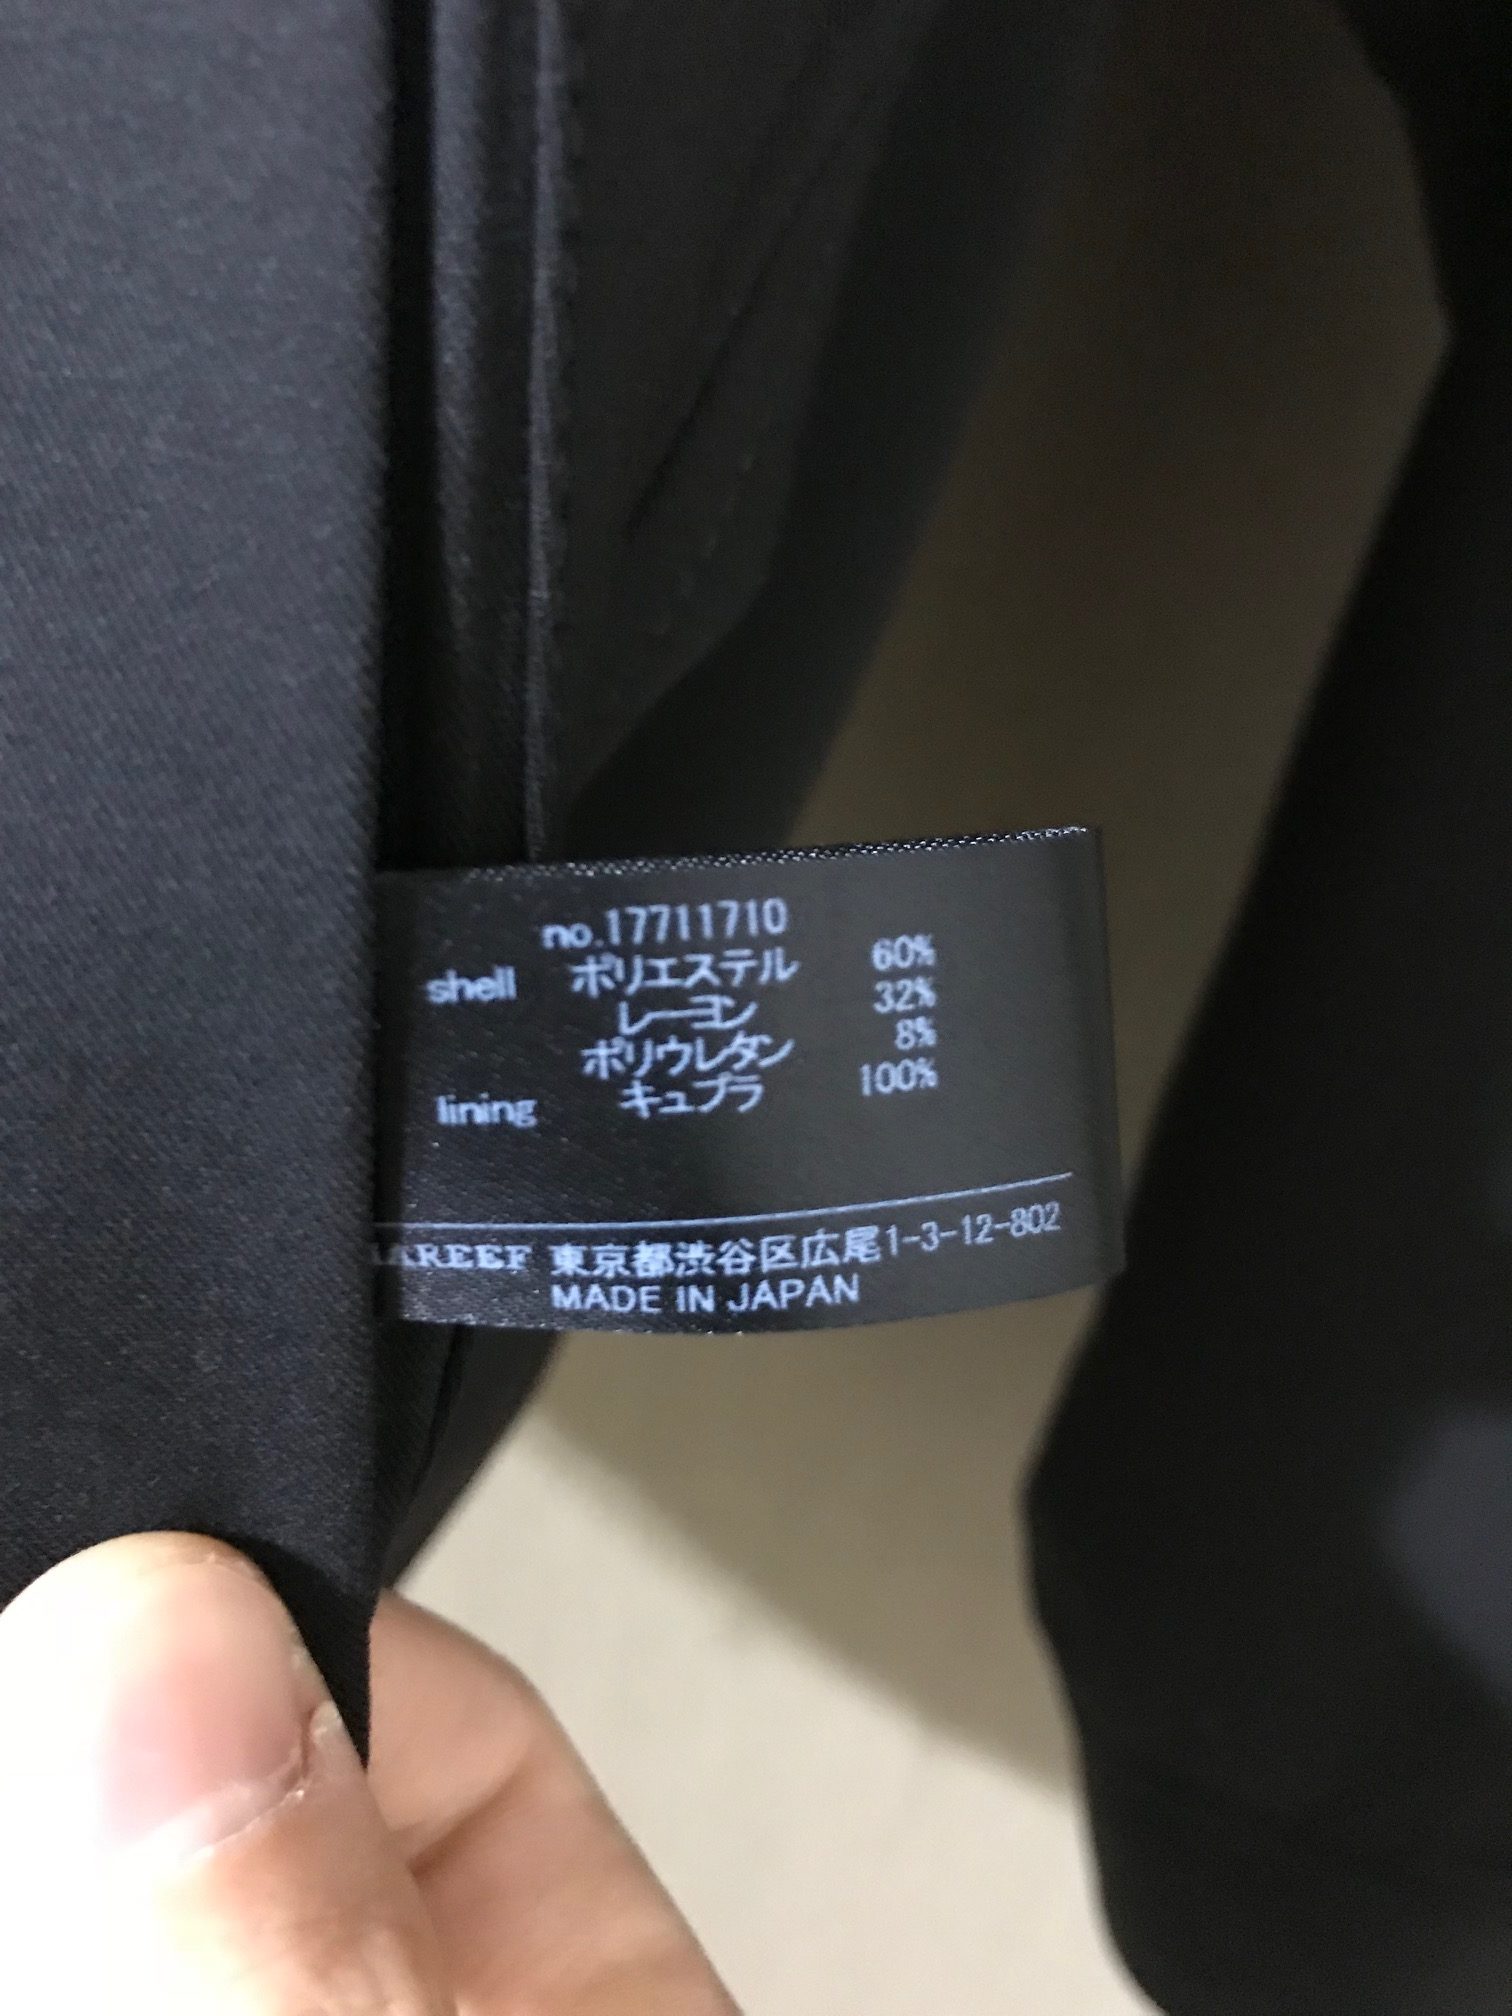 no.17711710
shell ポリエステル 60%
レーヨン 32%
ポリウレタン 8%
lining キュプラ 100%
東京都渋谷区広尾1-3-12-802
MADE IN JAPAN